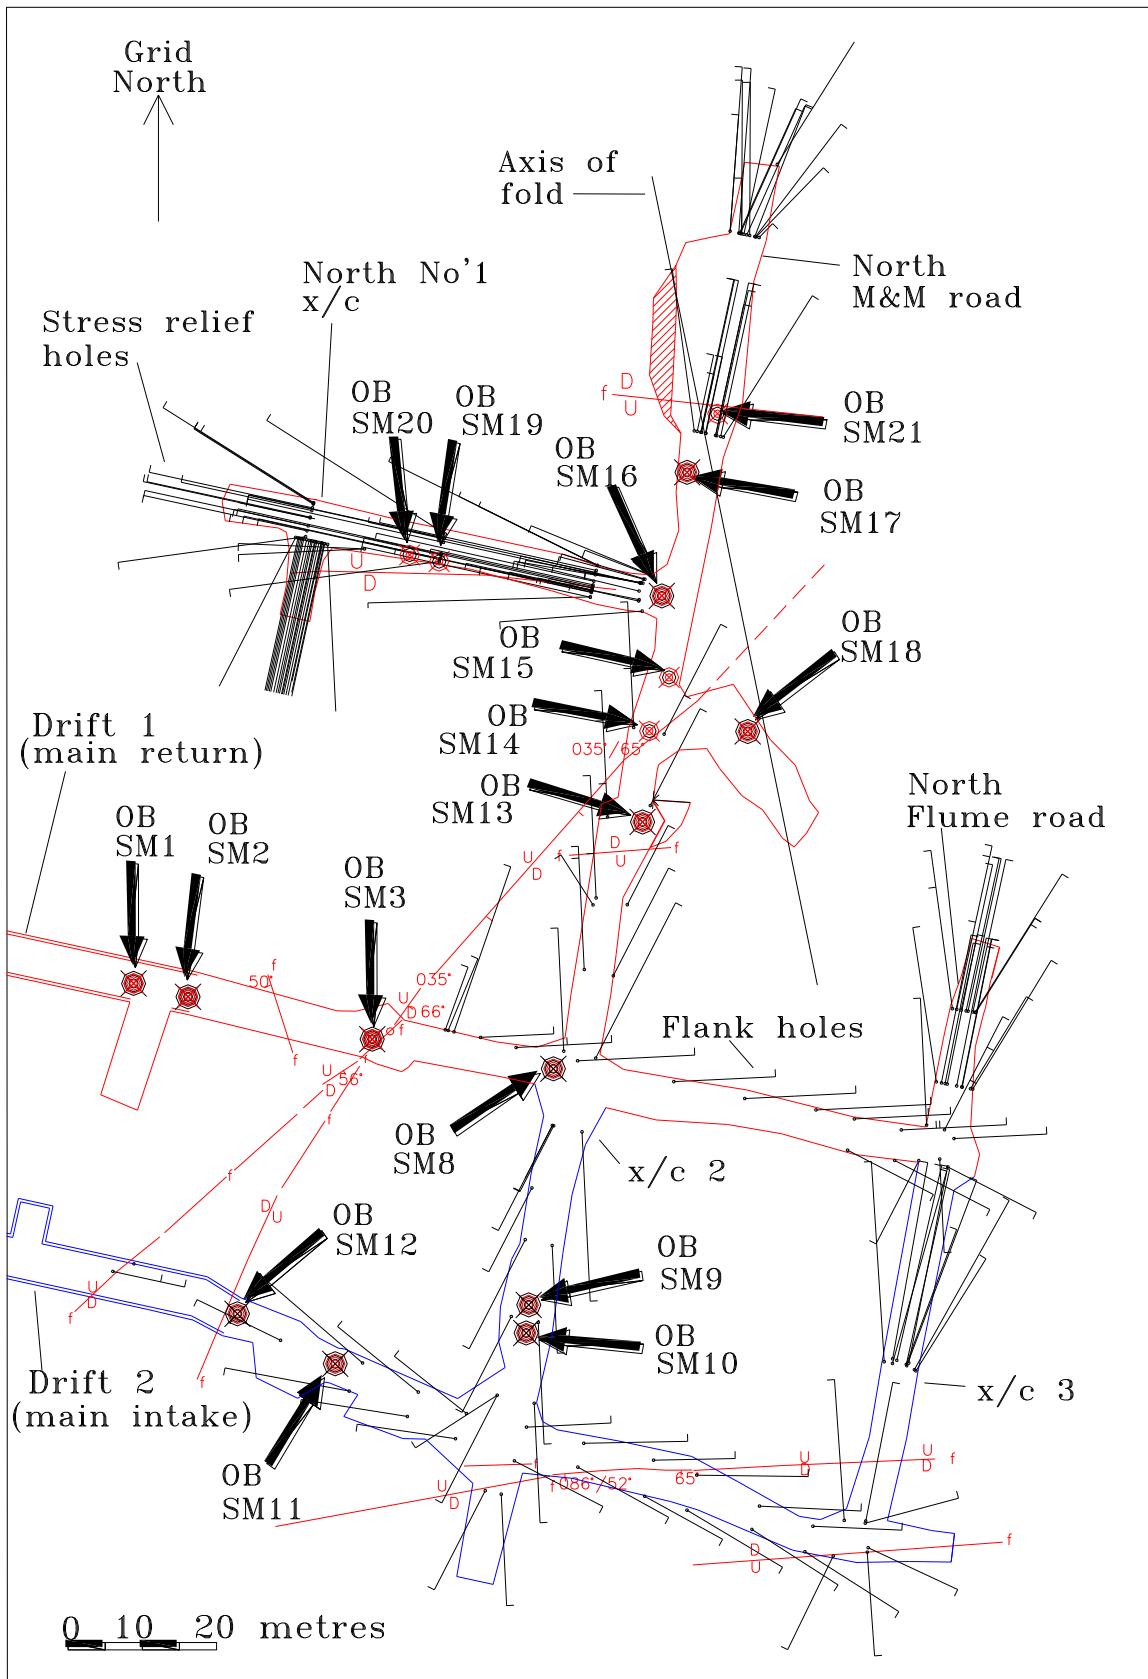 Grid
North
Axis of
fold
North No'1
x/c
North
M&M road
Stress relief
holes
OB
SM20
OB
SM19
OB
SM16
OB
SM21
OB
SM17
f
D
U
U
D
OB
SM15
OB
SM18
OB
SM14
035°/65°
Drift 1
(main return)
OB
SM13
North
Flume road
OB
SM1
OB
SM2
OB
SM3
U
D
f
D
U
f
50°
f
f
035°
U
D
66°
f
Flank holes
f
U
D
56°
OB
SM8
x/c 2
f
D
U
OB
SM12
OB
SM9
OB
SM10
U
D
f
f
Drift 2
(main intake)
x/c 3
OB
SM11
U
D
f
f
086°/52°
65°
U
D
f
D
U
f
0 10 20 metres